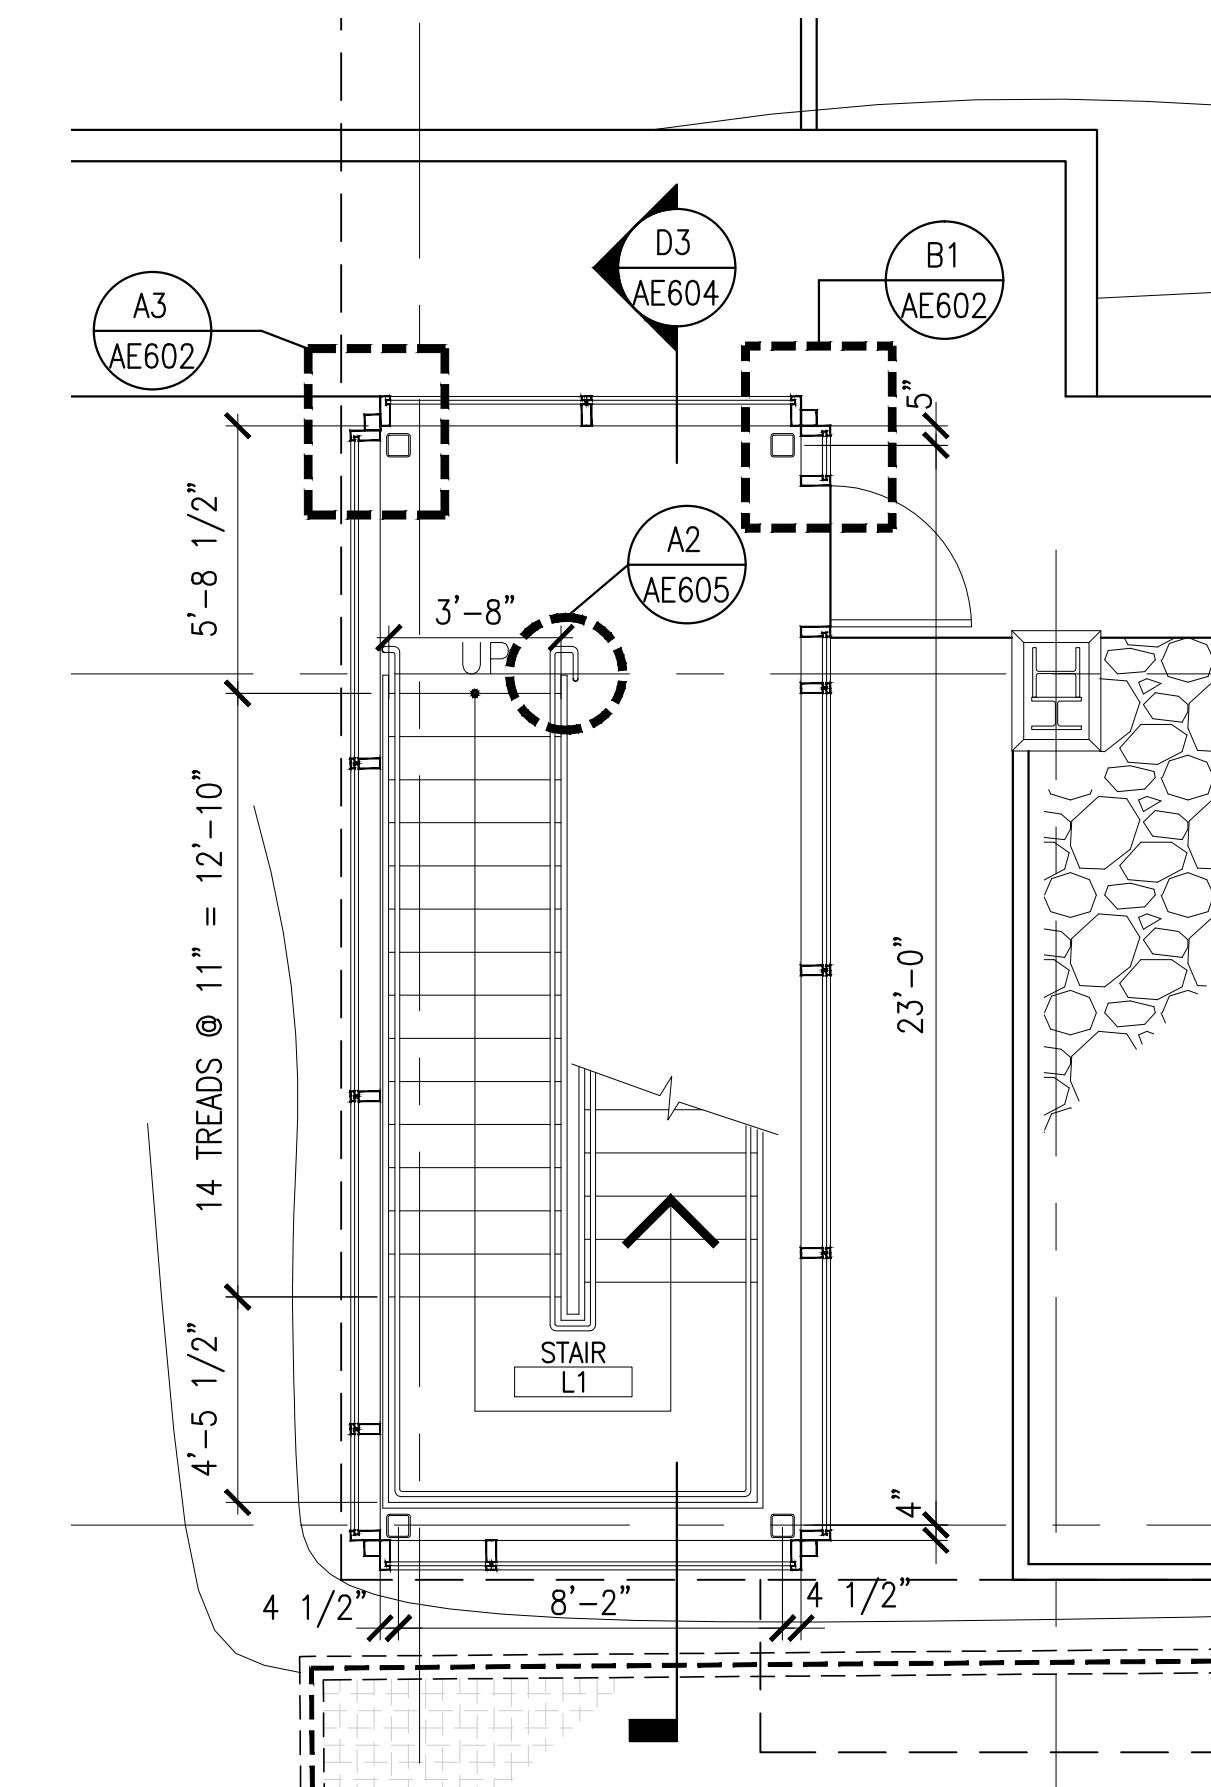 D3
AE604
B1
AE602
A3
AE602
5"
A2
AE605
5'-8 1/2"
3'-8"
UP
14 TREADS @ 11" = 12'-10"
23'-0"
STAIR
L1
4'-5 1/2"
4"
4 1/2"
8'-2"
4 1/2"